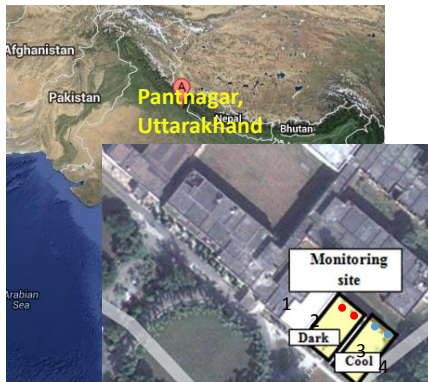 Afghanistan
A
Pakistan
Pantnagar,
Uttarakhand
Nepal
Bhutan
Arabian
Sea
Monitoring
site
1
2
Dark
3
Cool
4